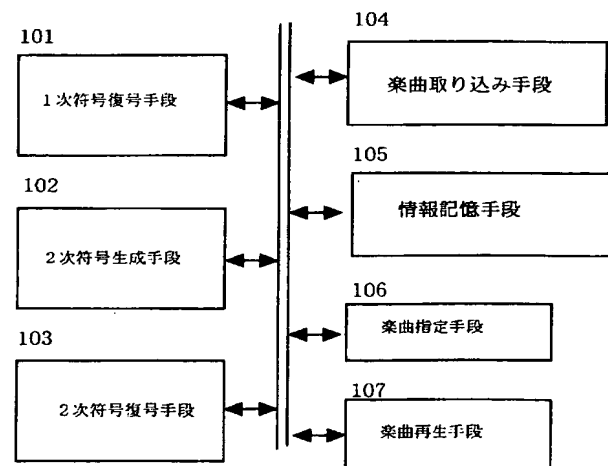 101
1次符号復号手段
102
2次符号生成手段
103
2次符号復号手段
104
楽曲取り込み手段
105
情報記憶手段
106
楽曲指定手段
107
楽曲再生手段